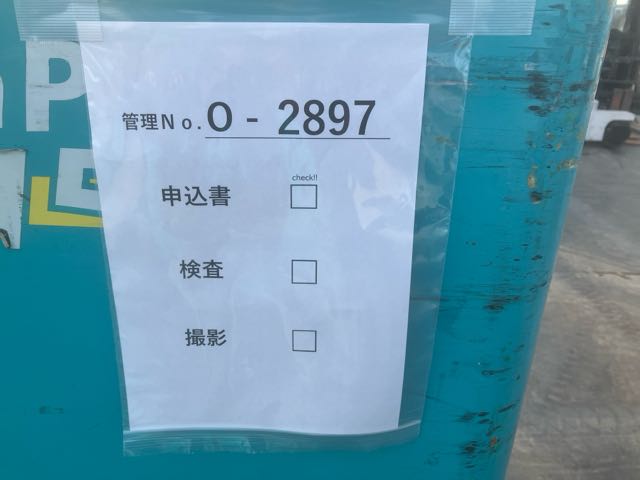 管理No. O - 2897
check!!
申込書 □
検査 □
撮影 □
P